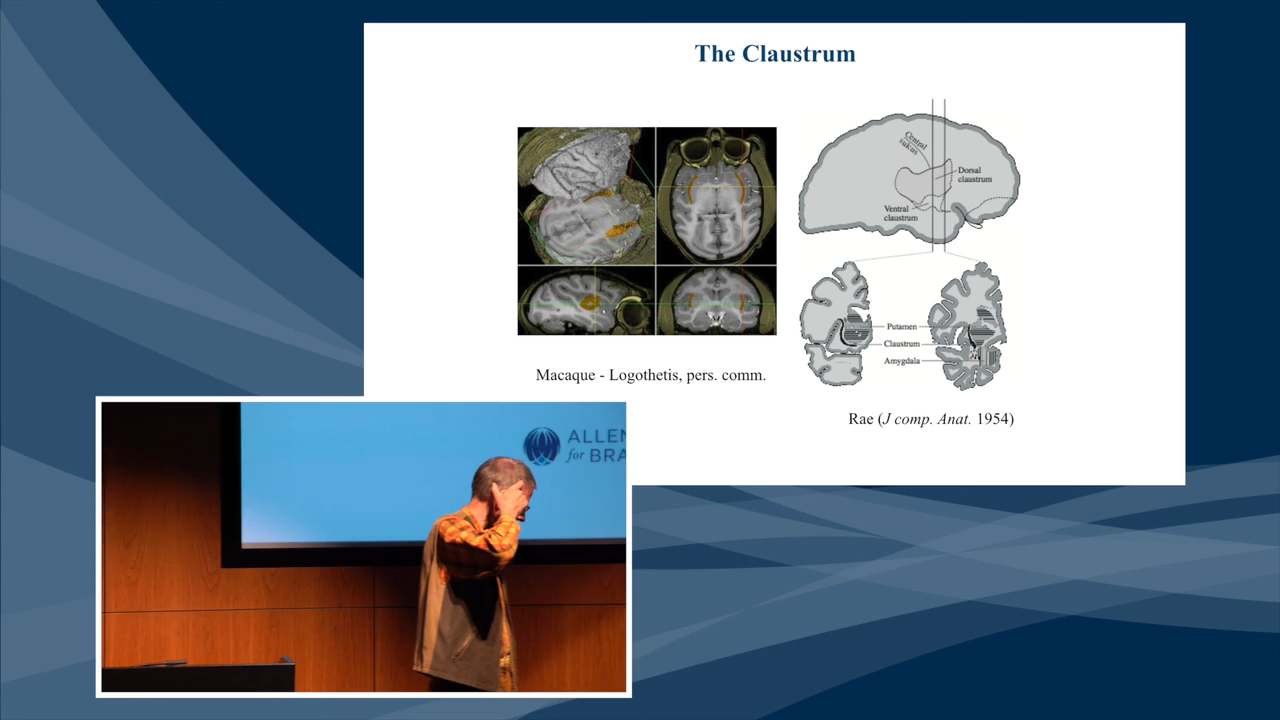 The Claustrum
Central
sulcus
Dorsal
claustrum
Ventral
claustrum
Putamen
Claustrum
Amygdala
Macaque - Logothetis, pers. comm.
Rae (J comp. Anat. 1954)
ALLEN
for BRA